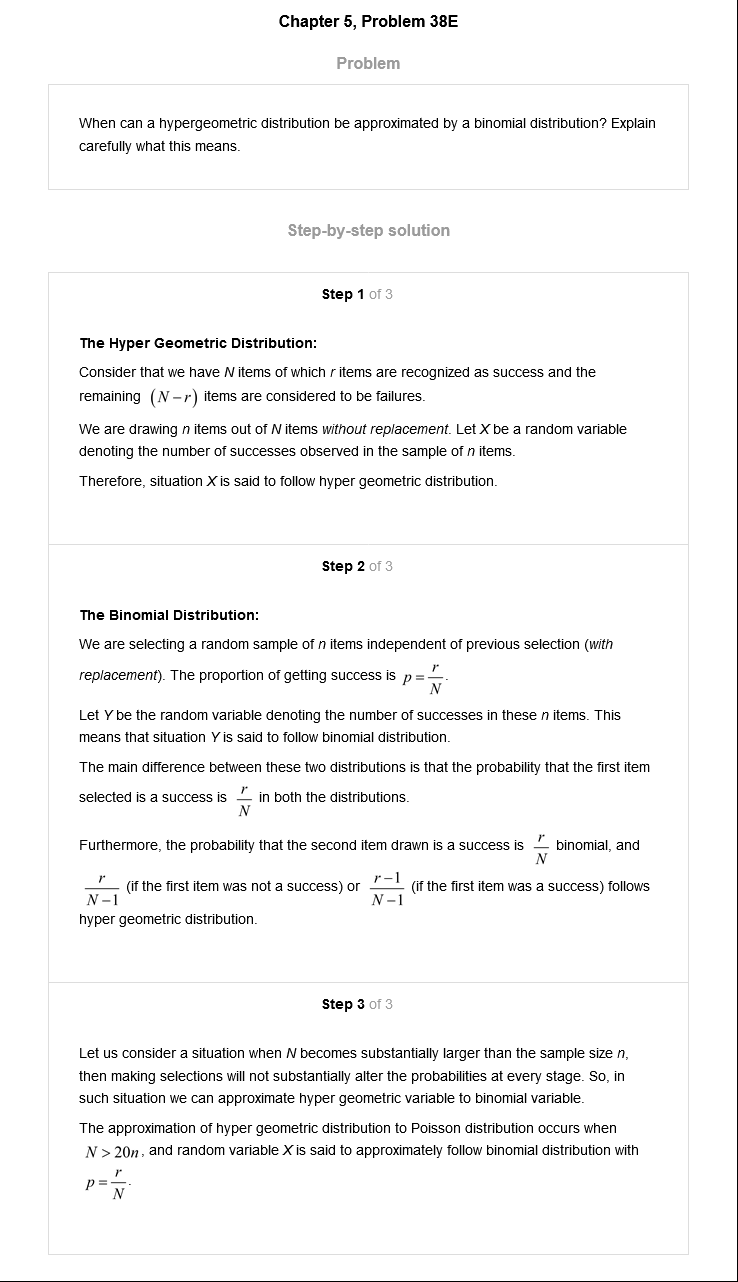 Chapter 5, Problem 38E
Problem
When can a hypergeometric distribution be approximated by a binomial distribution? Explain
carefully what this means.
Step-by-step solution
Step 1 of 3
The Hyper Geometric Distribution:
Consider that we have N items of which r items are recognized as success and the
remaining (N−r) items are considered to be failures.
We are drawing n items out of N items without replacement. Let X be a random variable
denoting the number of successes observed in the sample of n items.
Therefore, situation X is said to follow hyper geometric distribution.
Step 2 of 3
The Binomial Distribution:
We are selecting a random sample of n items independent of previous selection (with
replacement). The proportion of getting success is p = r/N.
Let Y be the random variable denoting the number of successes in these n items. This
means that situation Y is said to follow binomial distribution.
The main difference between these two distributions is that the probability that the first item
selected is a success is r/N in both the distributions.
Furthermore, the probability that the second item drawn is a success is r/N binomial, and
r/(N−1) (if the first item was not a success) or (r−1)/(N−1) (if the first item was a success) follows
hyper geometric distribution.
Step 3 of 3
Let us consider a situation when N becomes substantially larger than the sample size n,
then making selections will not substantially alter the probabilities at every stage. So, in
such situation we can approximate hyper geometric variable to binomial variable.
The approximation of hyper geometric distribution to Poisson distribution occurs when
N > 20n, and random variable X is said to approximately follow binomial distribution with
p = r/N.